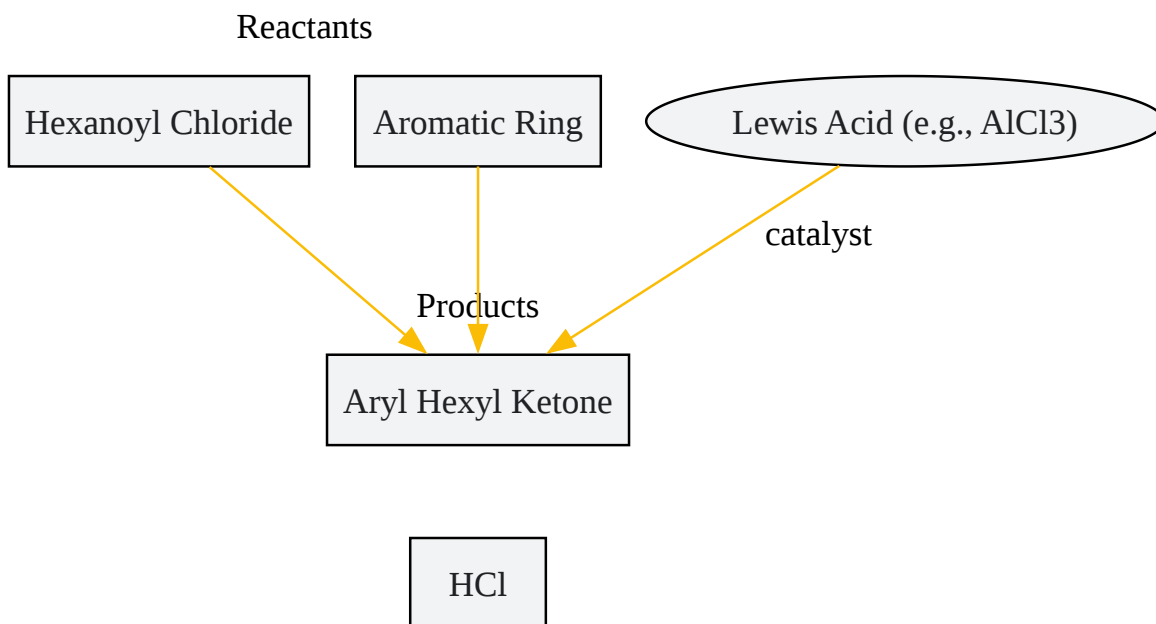 Reactants
Hexanoyl Chloride
Aromatic Ring
Lewis Acid (e.g., AlCl3)
catalyst
Products
Aryl Hexyl Ketone
HCl